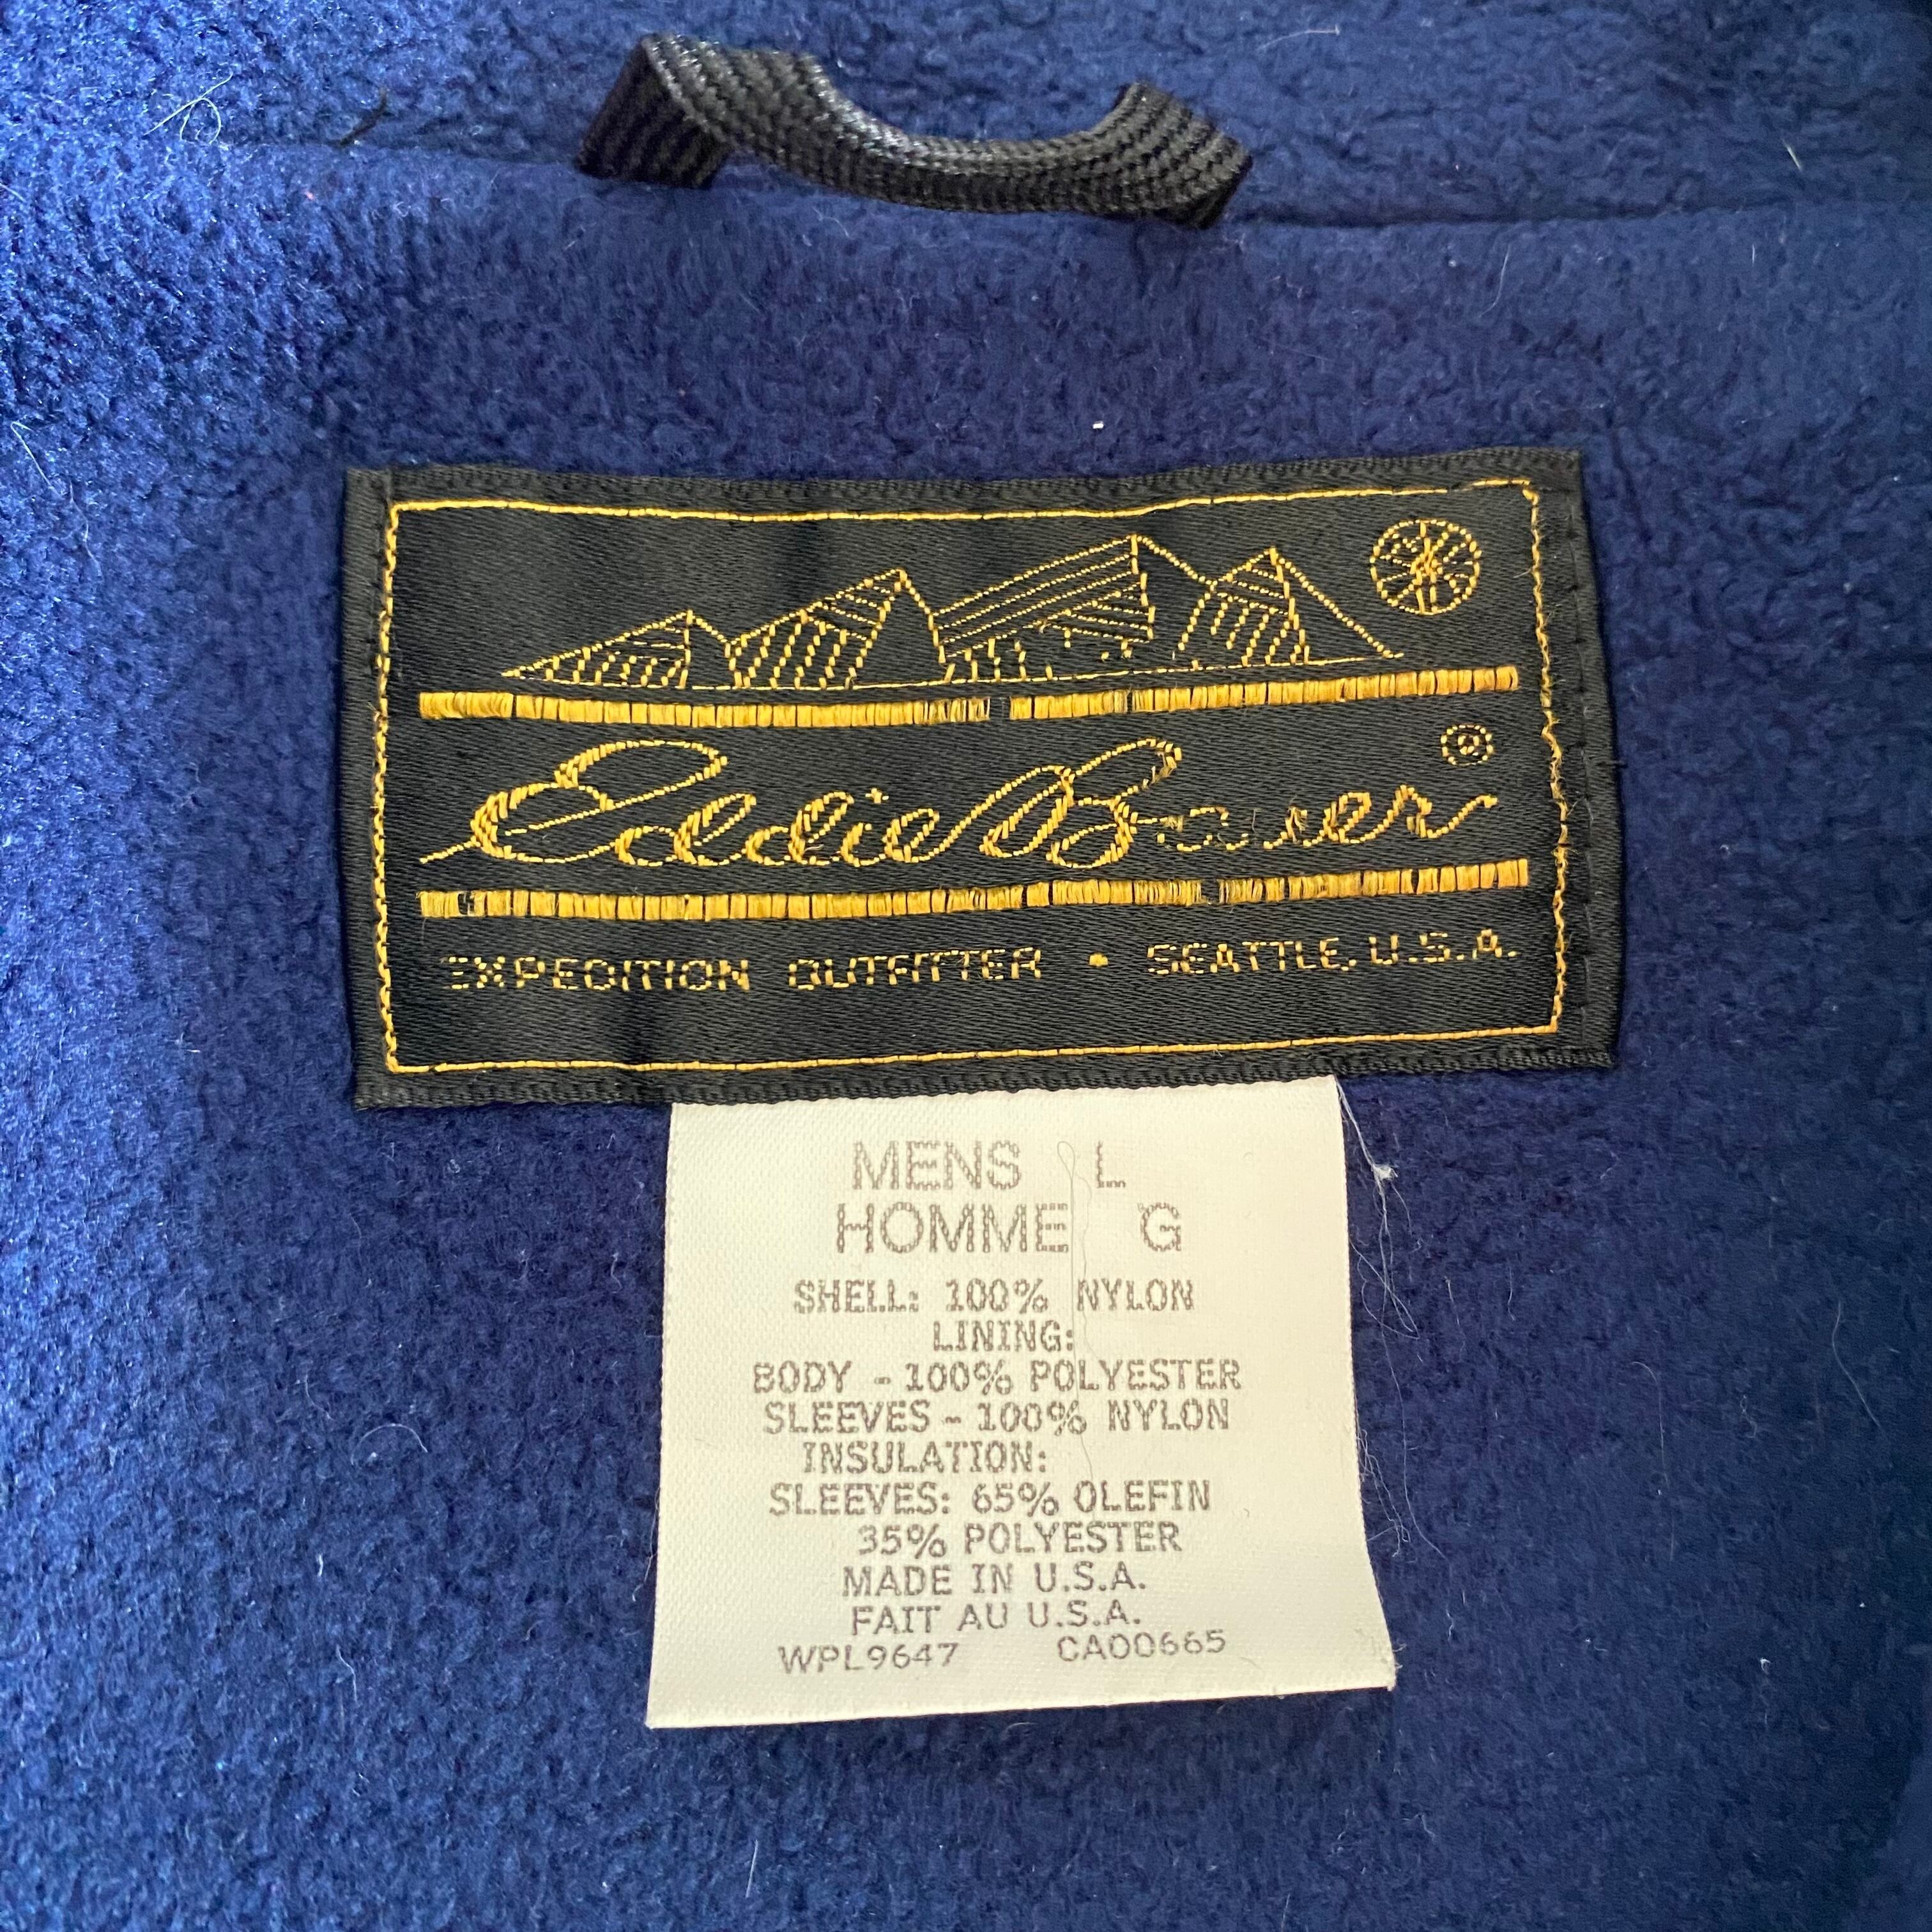 Eddie Bauer ®
EXPEDITION OUTFITTER • SEATTLE, U.S.A.
MENS L
HOMME G
SHELL: 100% NYLON
LINING:
BODY - 100% POLYESTER
SLEEVES - 100% NYLON
INSULATION:
SLEEVES: 65% OLEFIN
35% POLYESTER
MADE IN U.S.A.
FAIT AU U.S.A.
WPL9647 CA00665